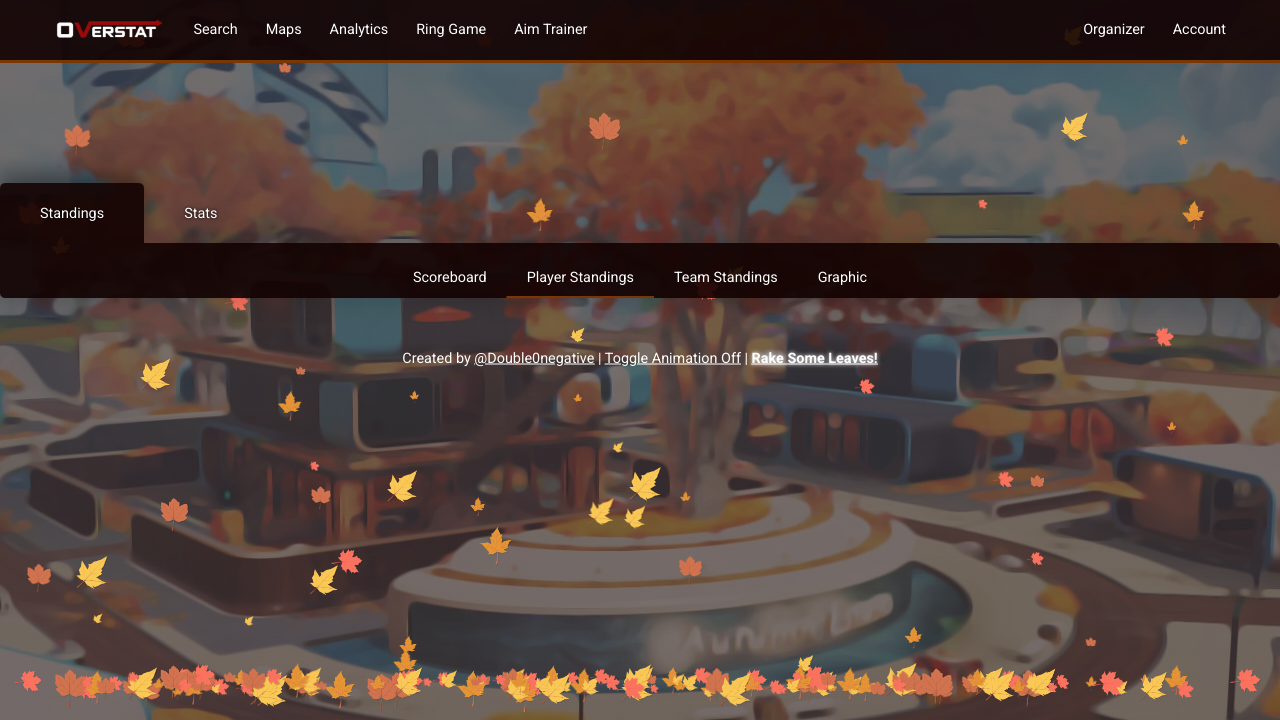 OVERSTAT Search Maps Analytics Ring Game Aim Trainer Organizer Account
Standings Stats
Scoreboard Player Standings Team Standings Graphic
Created by @Double0negative | Toggle Animation Off | Rake Some Leaves!